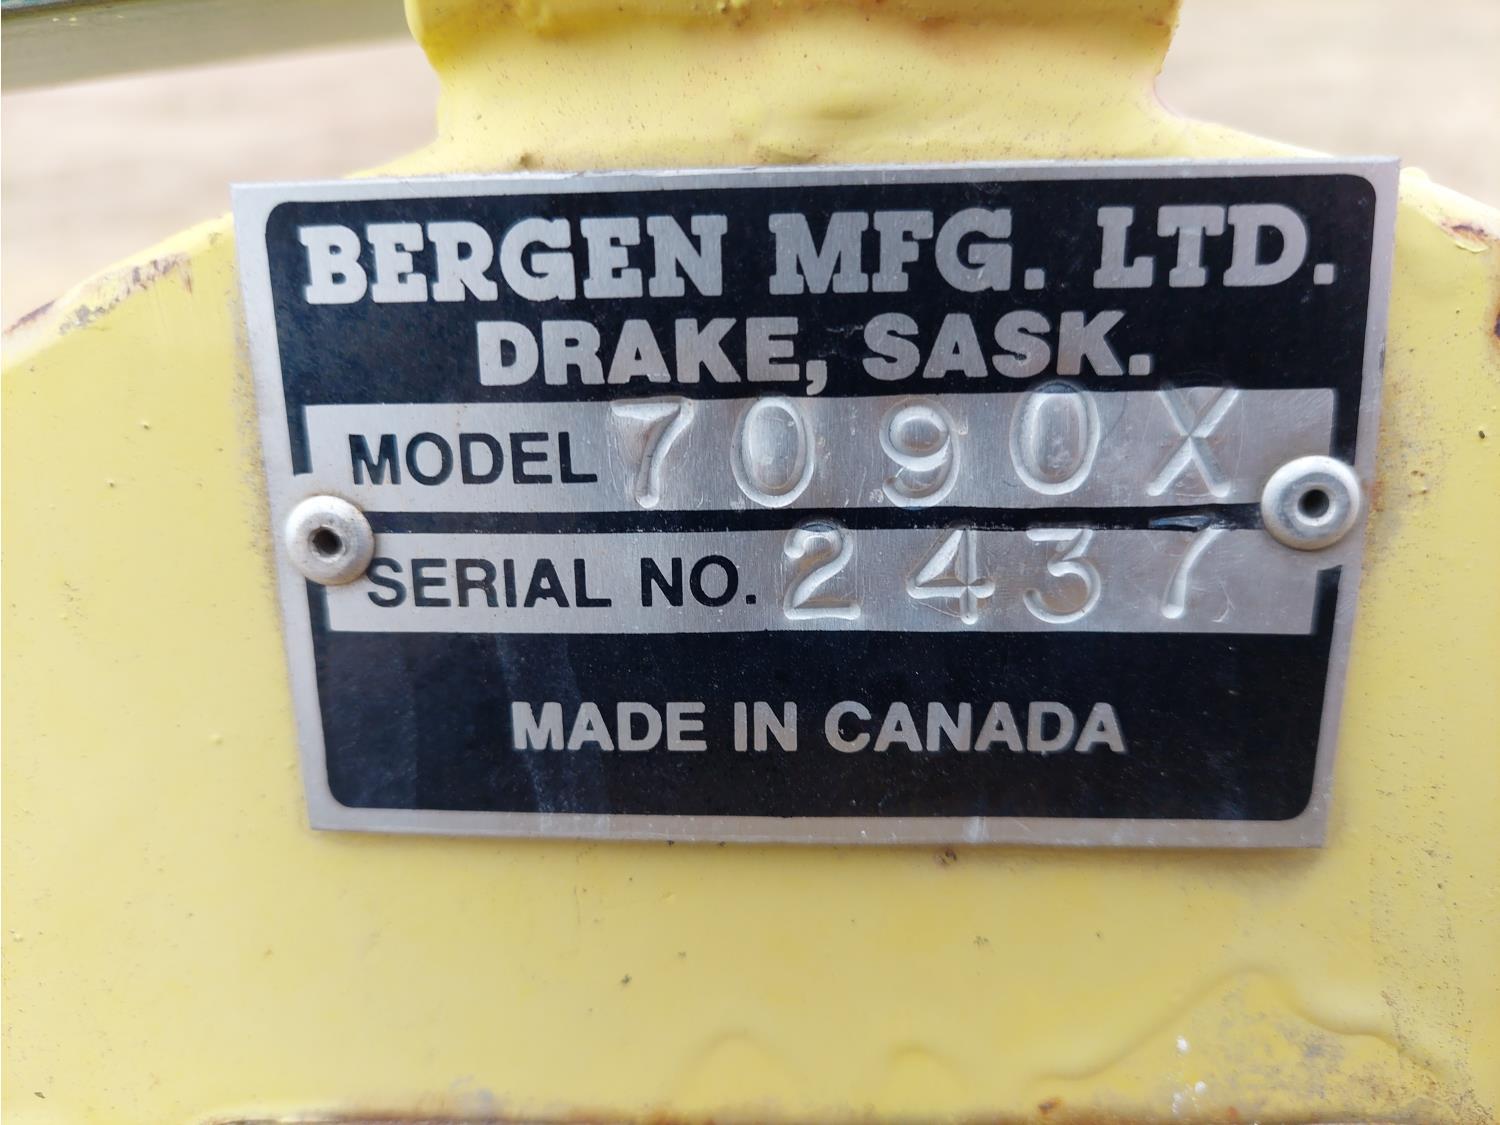 BERGEN MFG. LTD.
DRAKE, SASK.
MODEL 7090X
SERIAL NO. 2437
MADE IN CANADA